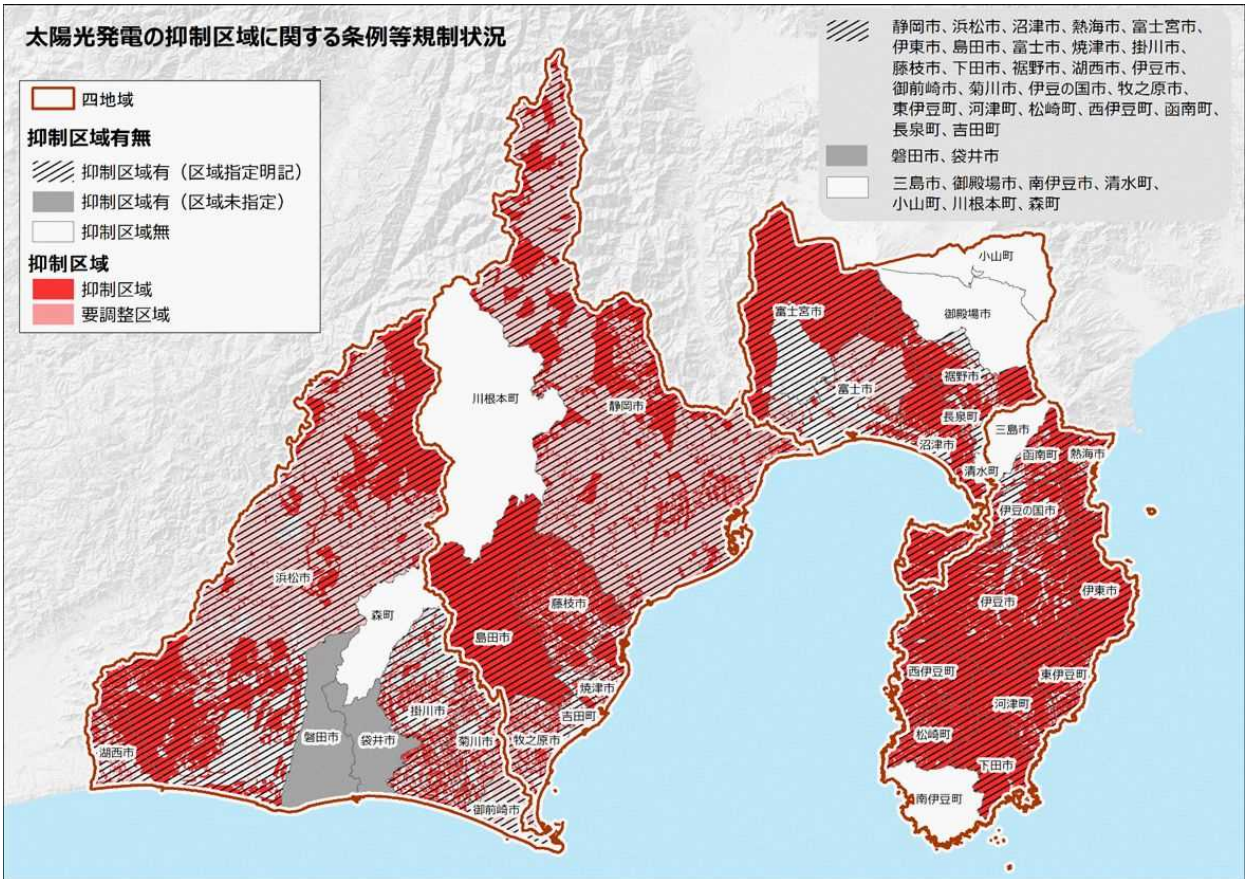 太陽光発電の抑制区域に関する条例等規制状況
四地域
抑制区域有無
抑制区域有（区域指定明記）
抑制区域有（区域未指定）
抑制区域無
抑制区域
抑制区域
要調整区域
静岡市、浜松市、沼津市、熱海市、富士宮市、
伊東市、島田市、富士市、焼津市、掛川市、
藤枝市、下田市、裾野市、湖西市、伊豆市、
御前崎市、菊川市、伊豆の国市、牧之原市、
東伊豆町、河津町、松崎町、西伊豆町、函南町、
長泉町、吉田町
磐田市、袋井市
三島市、御殿場市、南伊豆市、清水町、
小山町、川根本町、森町
小山町
富士宮市
御殿場市
裾野市
富士市
川根本町
静岡市
長泉町
三島市
沼津市
函南町
熱海市
清水町
伊豆の国市
浜松市
伊豆市
伊東市
藤枝市
森町
島田市
西伊豆町
東伊豆町
焼津市
河津町
掛川市
吉田町
磐田市
袋井市
菊川市
牧之原市
松崎町
湖西市
下田市
南伊豆町
御前崎市